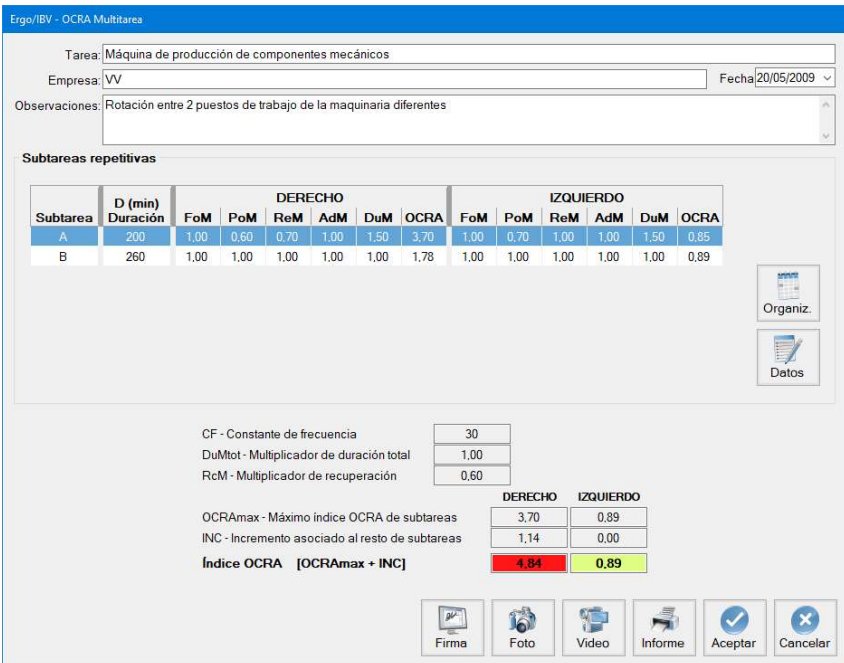 Ergo/IBV - OCRA Multitarea
Tarea: Máquina de producción de componentes mecánicos
Empresa: VV Fecha 20/05/2009
Observaciones: Rotación entre 2 puestos de trabajo de la maquinaria diferentes
Subtareas repetitivas
D (min) DERECHO IZQUIERDO
Subtarea Duración FoM PoM ReM AdM DuM OCRA FoM PoM ReM AdM DuM OCRA
A 200 1,00 0,60 0,70 1,00 1,50 3,70 1,00 0,70 1,00 1,00 1,50 0,85
B 260 1,00 1,00 1,00 1,00 1,00 1,78 1,00 1,00 1,00 1,00 1,00 0,89
Organiz.
Datos
CF - Constante de frecuencia 30
DuMtot - Multiplicador de duración total 1,00
RcM - Multiplicador de recuperación 0,60
DERECHO IZQUIERDO
OCRAmax - Máximo índice OCRA de subtareas 3,70 0,89
INC - Incremento asociado al resto de subtareas 1,14 0,00
Índice OCRA [OCRAmax + INC] 4,84 0,89
Firma Foto Video Informe Aceptar Cancelar